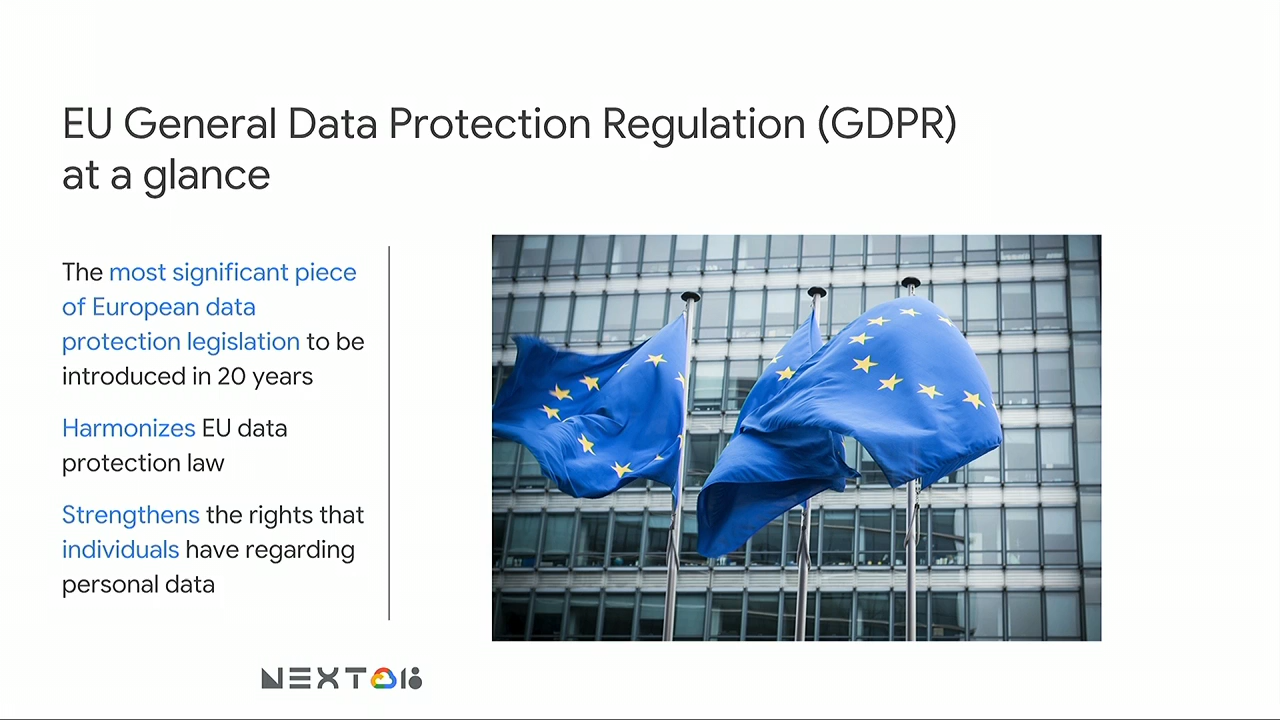 EU General Data Protection Regulation (GDPR)
at a glance
The most significant piece
of European data
protection legislation to be
introduced in 20 years
Harmonizes EU data
protection law
Strengthens the rights that
individuals have regarding
personal data
NEXT 18